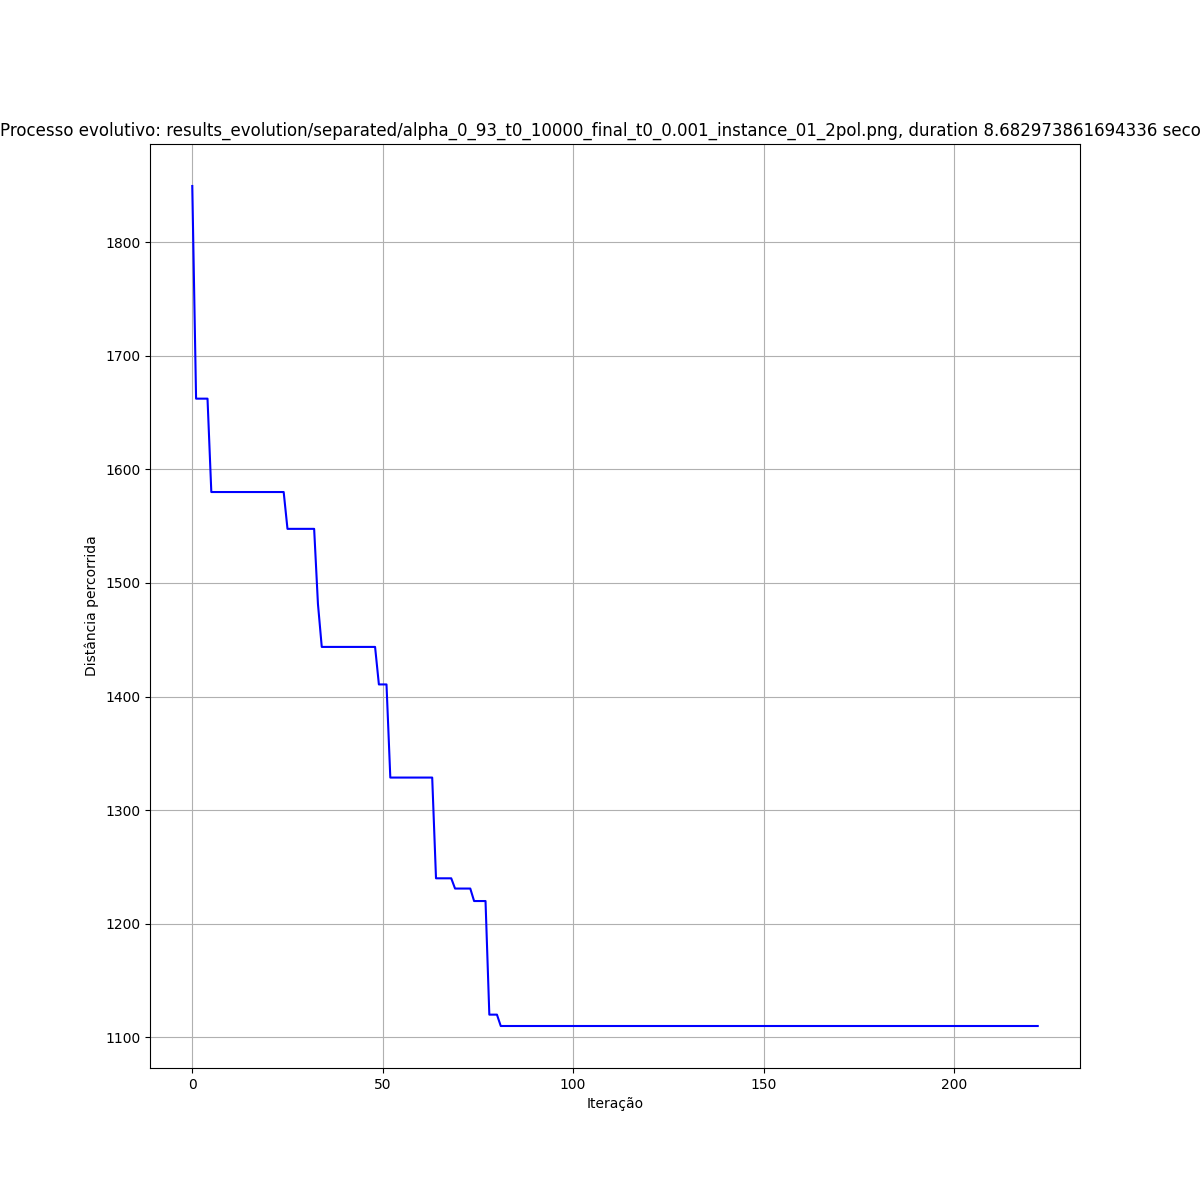 Processo evolutivo: results_evolution/separated/alpha_0_93_t0_10000_final_t0_0.001_instance_01_2pol.png, duration 8.682973861694336 seco
1800
1700
1600
1500
1400
1300
1200
1100
Distância percorrida
0 50 100 150 200
Iteração